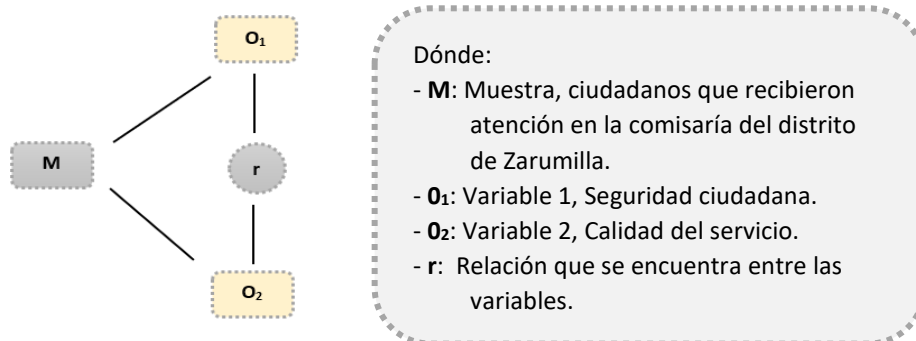 O₁
M
r
O₂
Dónde:
- M: Muestra, ciudadanos que recibieron
atención en la comisaría del distrito
de Zarumilla.
- 0₁: Variable 1, Seguridad ciudadana.
- 0₂: Variable 2, Calidad del servicio.
- r: Relación que se encuentra entre las
variables.